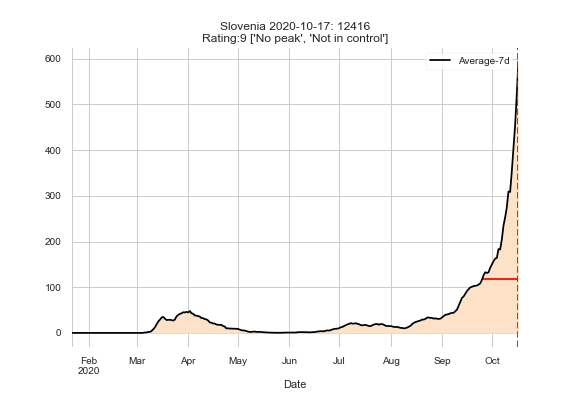 Slovenia 2020-10-17: 12416
Rating:9 ['No peak', 'Not in control']
Average-7d
600
500
400
300
200
100
0
Feb Mar Apr May Jun Jul Aug Sep Oct
2020
Date